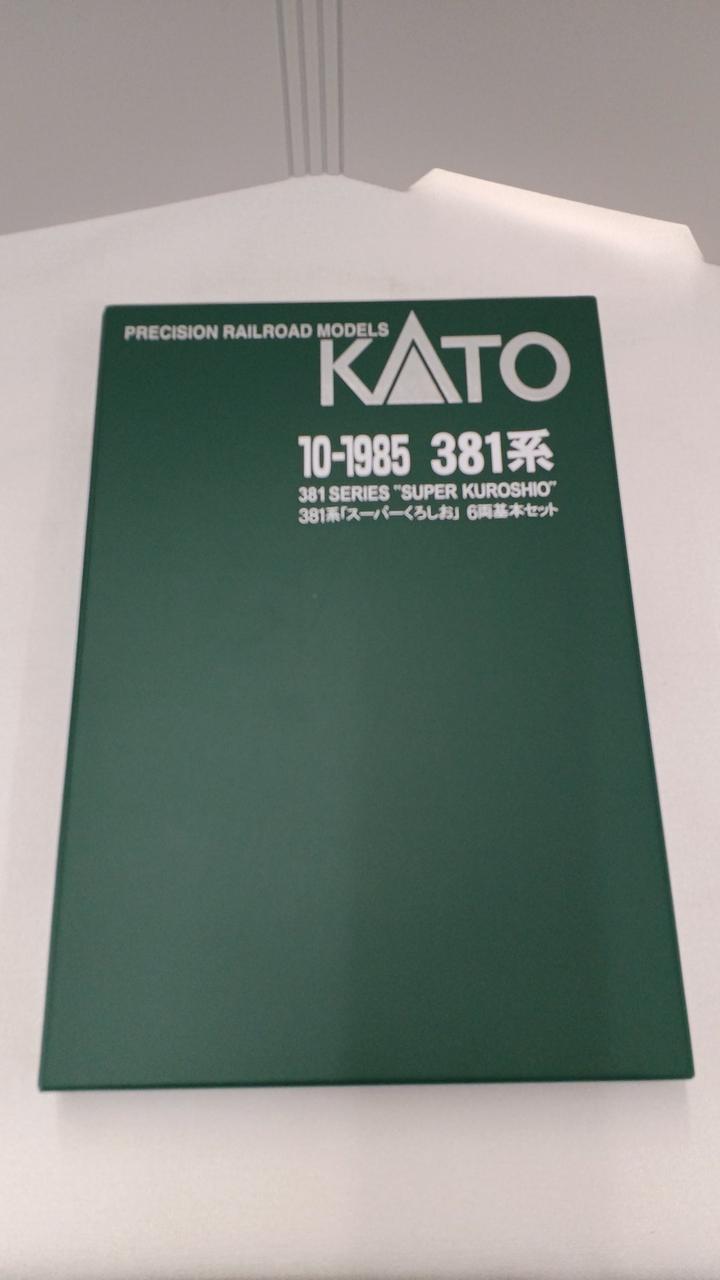 PRECISION RAILROAD MODELS
KATO
10-1985 381系
381 SERIES "SUPER KUROSHIO"
381系「スーパーくろしお」 6両基本セット